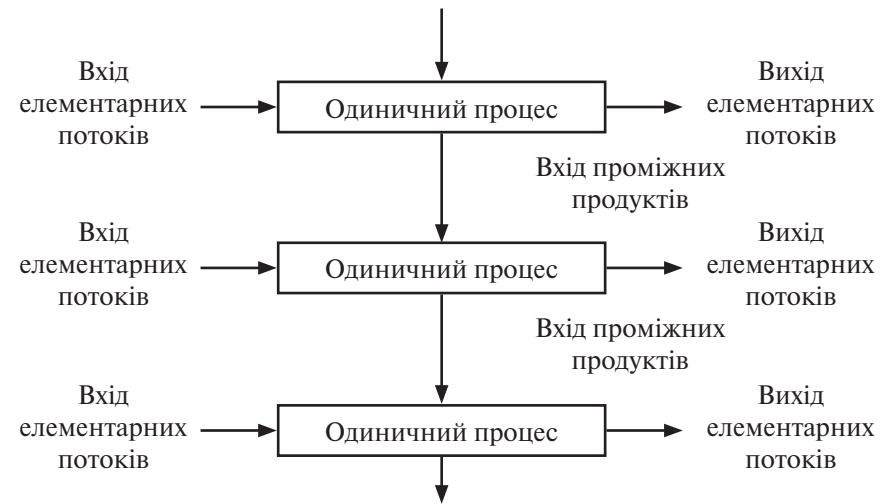 Вхід
елементарних
потоків
Одиничний процес
Вихід
елементарних
потоків
Вхід проміжних
продуктів
Вхід
елементарних
потоків
Одиничний процес
Вихід
елементарних
потоків
Вхід проміжних
продуктів
Вхід
елементарних
потоків
Одиничний процес
Вихід
елементарних
потоків